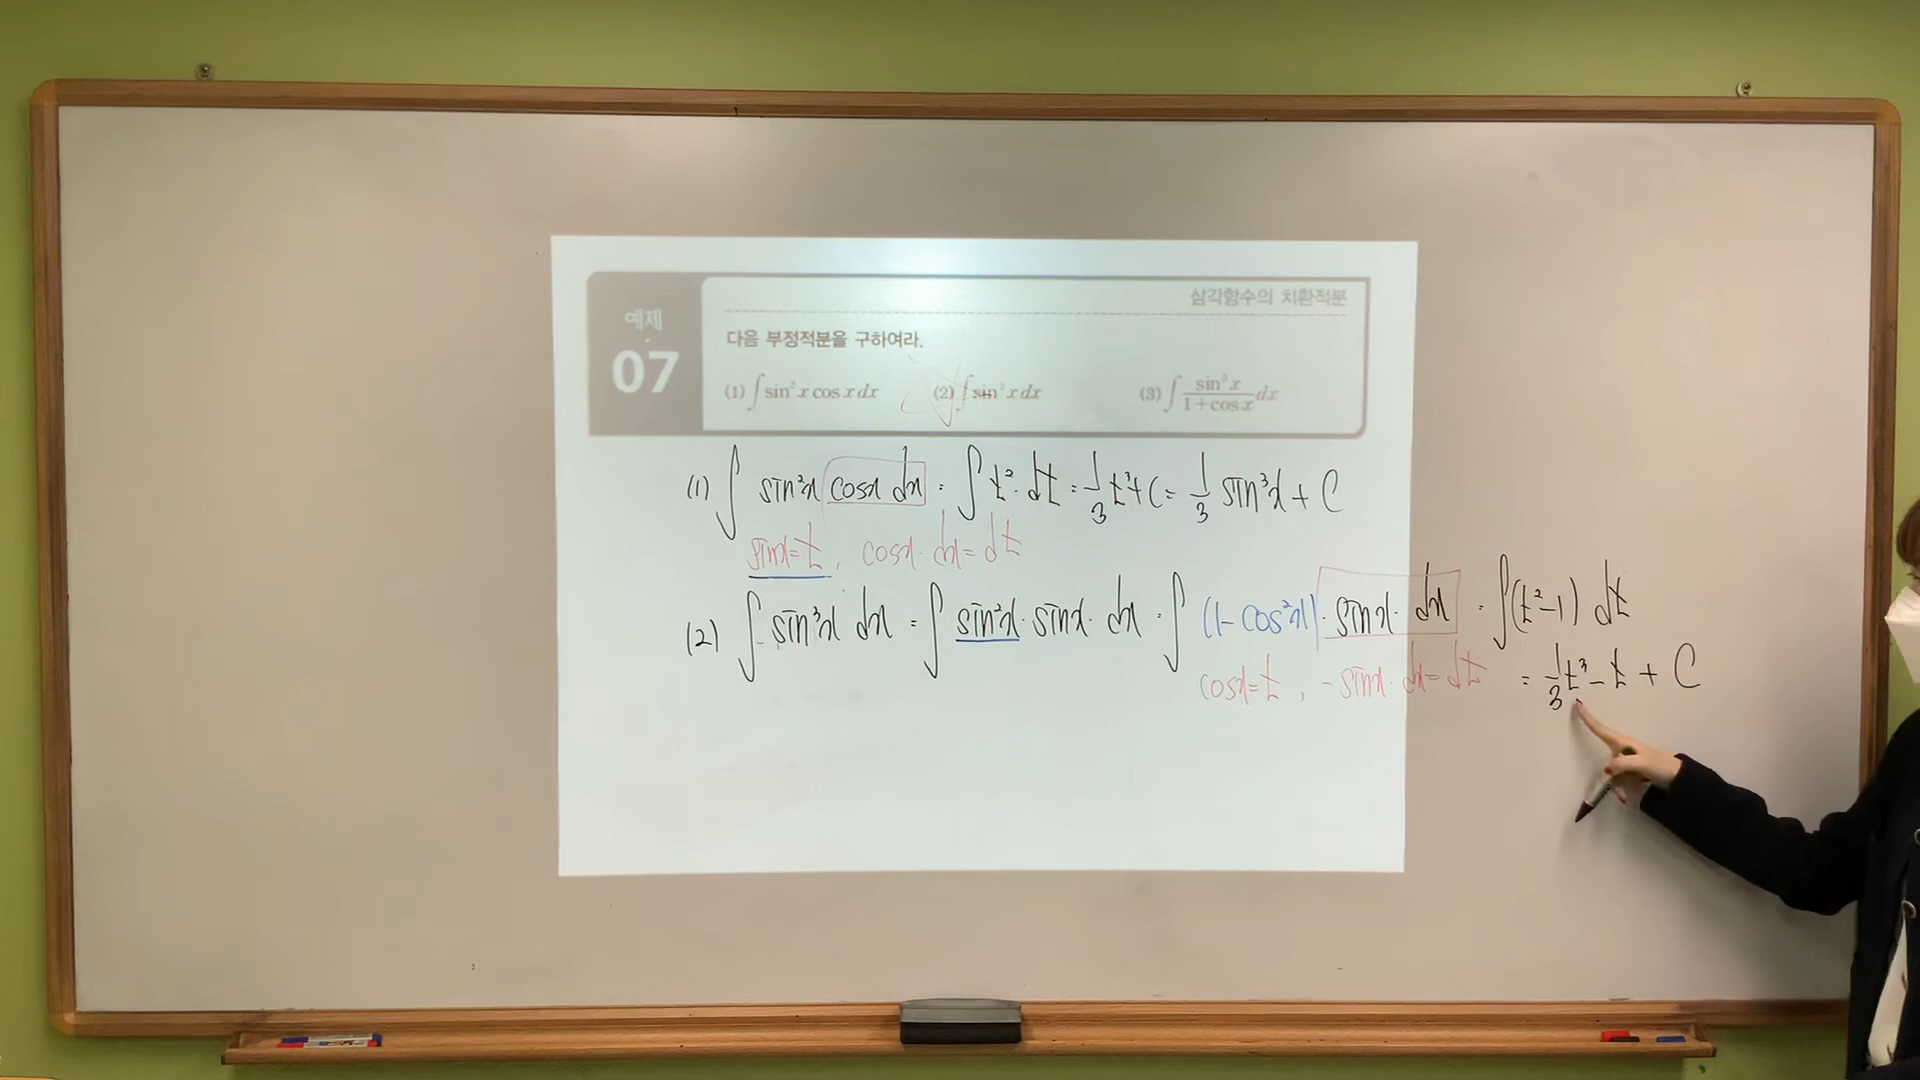 삼각함수의 치환적분
예제
07
다음 부정적분을 구하여라.
(1) ∫ sin²x cos x dx (2) ∫ sin³x dx (3) ∫ sin³x / (1+cos x) dx
(1) ∫ sin²x cosx dx = ∫ t² · dt = 1/3 t³ + C = 1/3 sin³x + C
sinx = t, cosx · dx = dt
(2) ∫ sin³x dx = ∫ sin²x · sinx · dx = ∫ (1 - cos²x) · sinx · dx = ∫ (t² - 1) dt
cosx = t, -sinx · dx = dt = 1/3 t³ - t + C